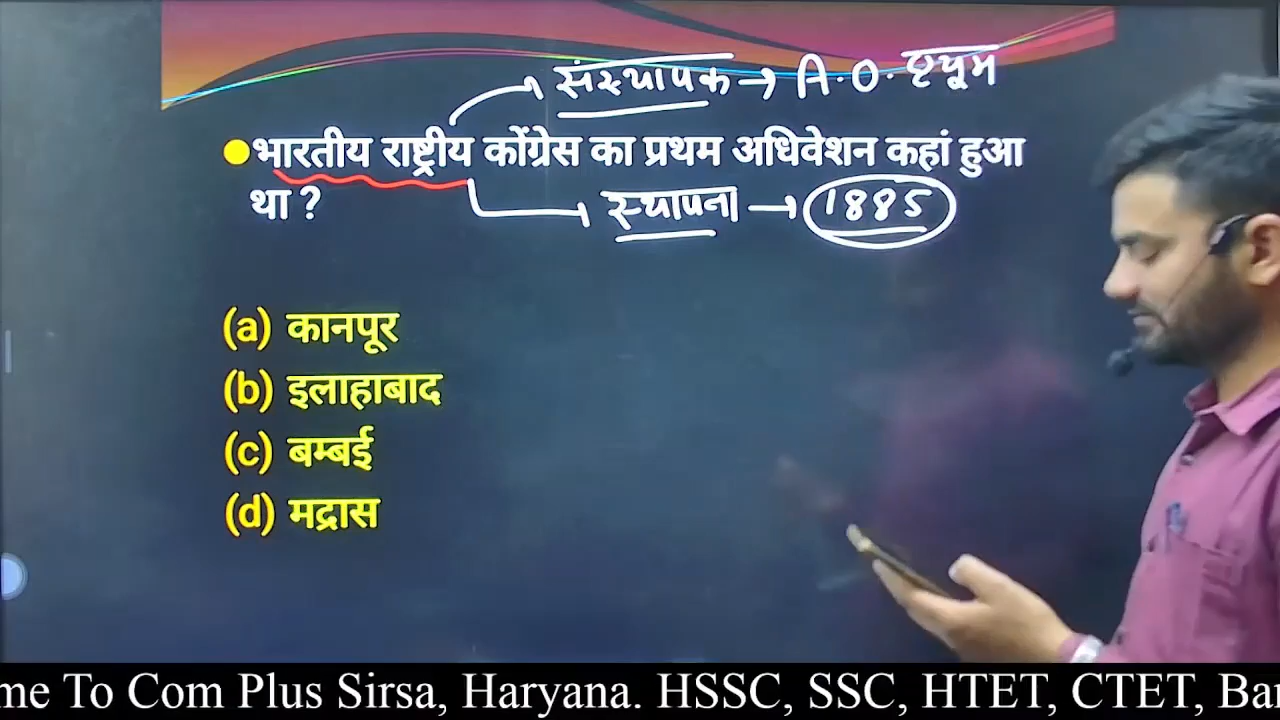 संस्थापक → A.O. ह्यूम
भारतीय राष्ट्रीय कोंग्रेस का प्रथम अधिवेशन कहां हुआ
था ?
स्थापना → 1885
(a) कानपूर
(b) इलाहाबाद
(c) बम्बई
(d) मद्रास
me To Com Plus Sirsa, Haryana. HSSC, SSC, HTET, CTET, Ban